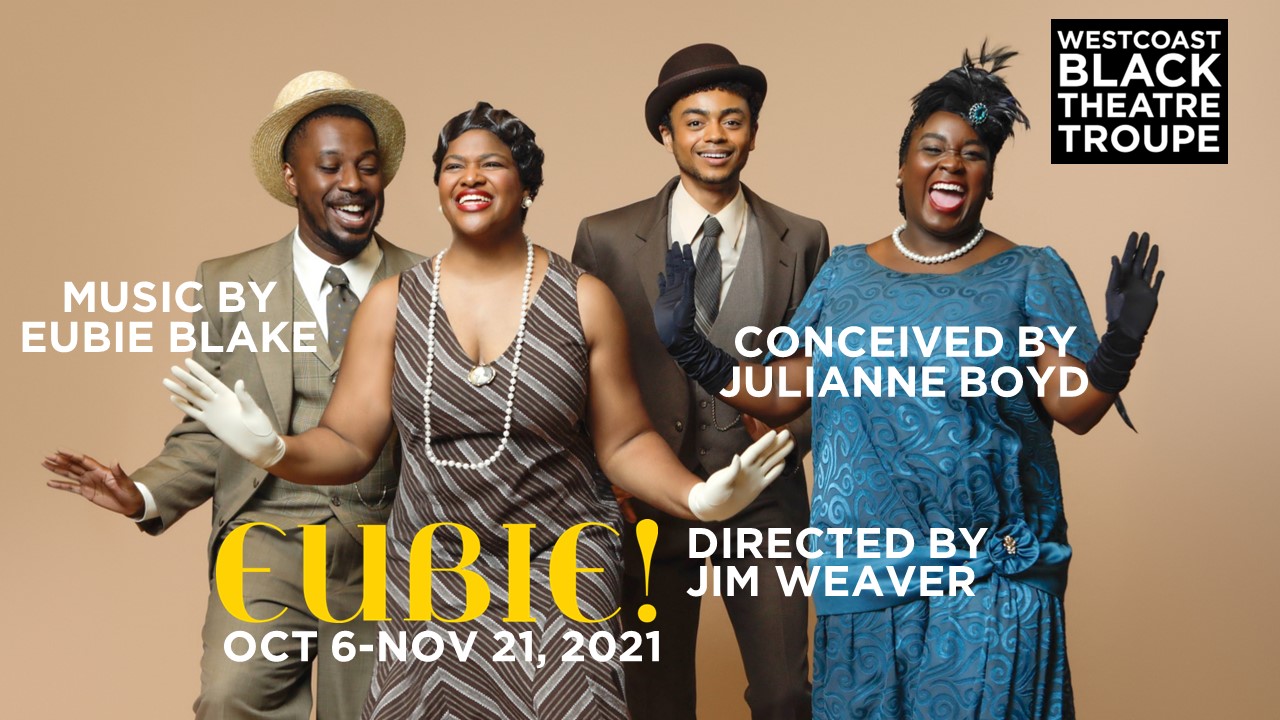 WESTCOAST
BLACK
THEATRE
TROUPE
MUSIC BY
EUBIE BLAKE
CONCEIVED BY
JULIANNE BOYD
EUBIE!
OCT 6-NOV 21, 2021
DIRECTED BY
JIM WEAVER